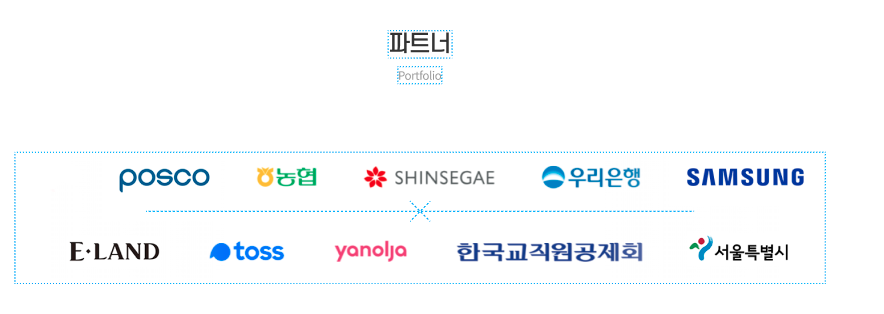 파트너
Portfolio
posco 농협 SHINSEGAE 우리은행 SAMSUNG
E·LAND toss yanolja 한국교직원공제회 서울특별시